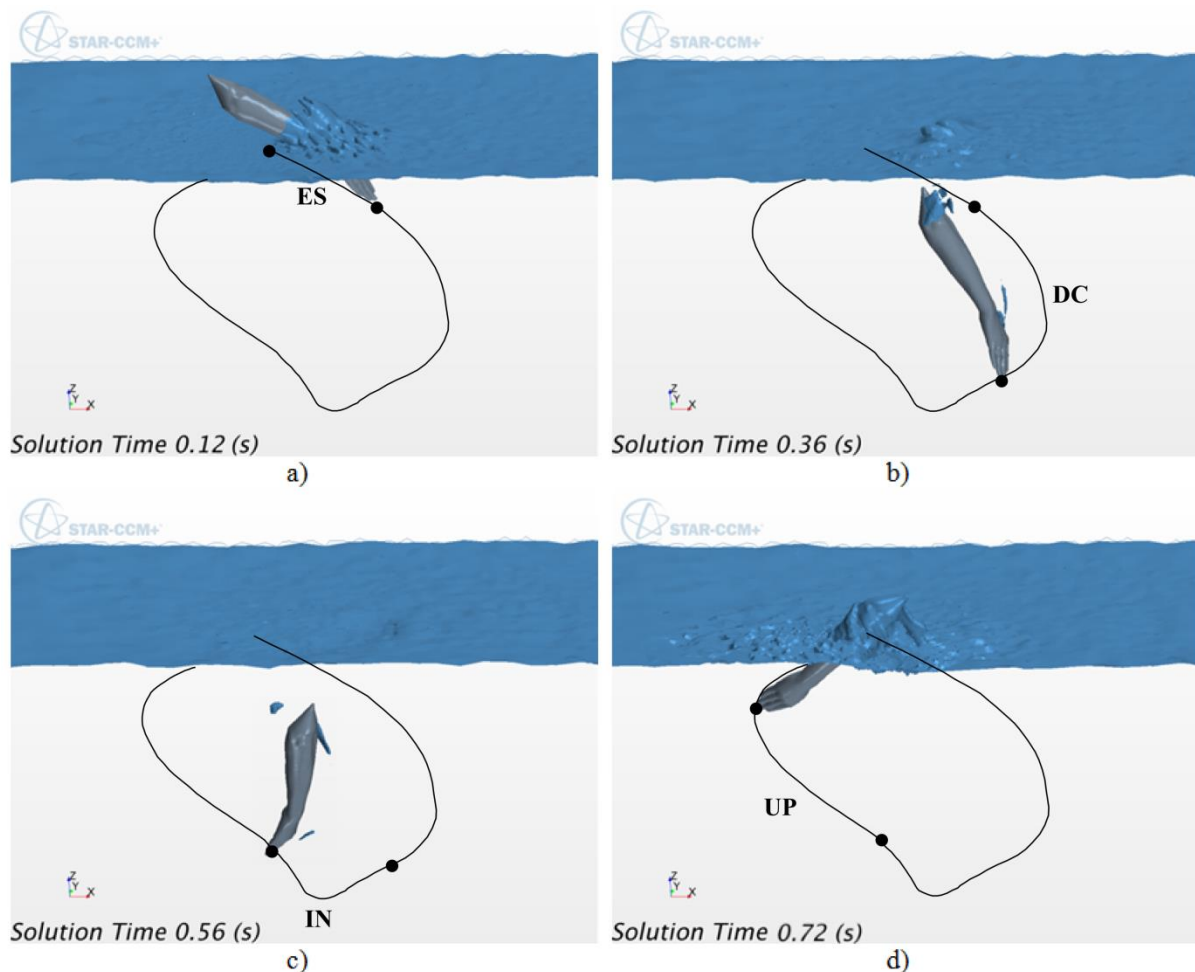 STAR-CCM+
ES
Z
Y
X
Solution Time 0.12 (s)
a)
STAR-CCM+
DC
Z
Y
X
Solution Time 0.36 (s)
b)
STAR-CCM+
Z
Y
X
IN
Solution Time 0.56 (s)
c)
STAR-CCM+
UP
Z
Y
X
Solution Time 0.72 (s)
d)